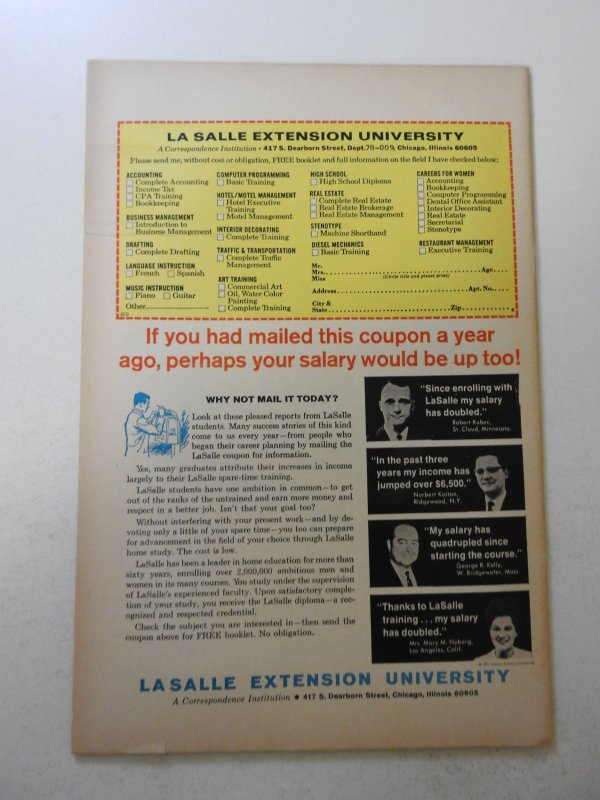 LA SALLE EXTENSION UNIVERSITY
A Correspondence Institution • 417 S. Dearborn Street, Dept. 78-009, Chicago, Illinois 60605
Please send me, without cost or obligation, FREE booklet and full information on the field I have checked below:
ACCOUNTING
Complete Accounting
Income Tax
CPA Training
Bookkeeping
BUSINESS MANAGEMENT
Introduction to
Business Management
DRAFTING
Complete Drafting
LANGUAGE INSTRUCTION
French Spanish
MUSIC INSTRUCTION
Piano Guitar
Other
COMPUTER PROGRAMMING
Basic Training
HOTEL/MOTEL MANAGEMENT
Hotel Executive
Training
Motel Management
INTERIOR DECORATING
Complete Training
TRAFFIC & TRANSPORTATION
Complete Traffic
Management
ART TRAINING
Commercial Art
Oil, Water Color
Painting
Complete Training
HIGH SCHOOL
High School Diploma
REAL ESTATE
Complete Real Estate
Real Estate Brokerage
Real Estate Management
STENOTYPE
Machine Shorthand
DIESEL MECHANICS
Basic Training
CAREERS FOR WOMEN
Accounting
Bookkeeping
Computer Programming
Dental Office Assistant
Interior Decorating
Real Estate
Secretarial
Stenotype
RESTAURANT MANAGEMENT
Executive Training
Mr.
Mrs. Age
Miss (Circle title and please print)
Address Apt. No.
City &
State Zip
If you had mailed this coupon a year
ago, perhaps your salary would be up too!
WHY NOT MAIL IT TODAY?
Look at these pleased reports from LaSalle
students. Many success stories of this kind
come to us every year—from people who
began their career planning by mailing the
LaSalle coupon for information.
Yes, many graduates attribute their increases in income
largely to their LaSalle spare-time training.
LaSalle students have one ambition in common—to get
out of the ranks of the untrained and earn more money and
respect in a better job. Isn't that your goal too?
Without interfering with your present work—and by de-
voting only a little of your spare time—you too can prepare
for advancement in the field of your choice through LaSalle
home study. The cost is low.
LaSalle has been a leader in home education for more than
sixty years, enrolling over 2,000,000 ambitious men and
women in its many courses. You study under the supervision
of LaSalle's experienced faculty. Upon satisfactory comple-
tion of your study, you receive the LaSalle diploma—a rec-
ognized and respected credential.
Check the subject you are interested in—then send the
coupon above for FREE booklet. No obligation.
"Since enrolling with
LaSalle my salary
has doubled."
Robert Kubes,
St. Cloud, Minnesota.
"In the past three
years my income has
jumped over $6,500."
Norbert Kaitan,
Ridgewood, N.Y.
"My salary has
quadrupled since
starting the course."
George R. Kelly,
W. Bridgewater, Mass.
"Thanks to LaSalle
training . . . my salary
has doubled."
Mrs. Mary M. Nyberg,
Los Angeles, Calif.
LA SALLE EXTENSION UNIVERSITY
A Correspondence Institution • 417 S. Dearborn Street, Chicago, Illinois 60605